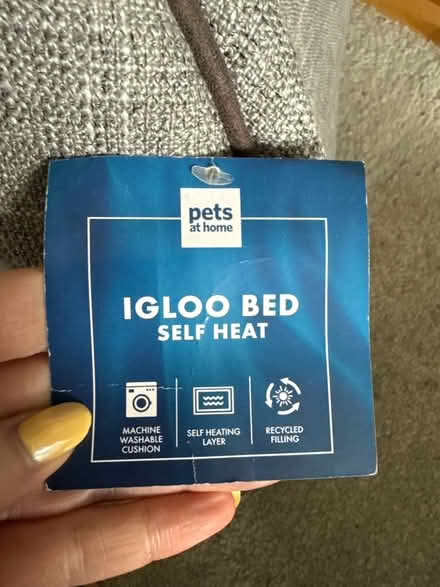 pets
at home
IGLOO BED
SELF HEAT
MACHINE
WASHABLE
CUSHION
SELF HEATING
LAYER
RECYCLED
FILLING